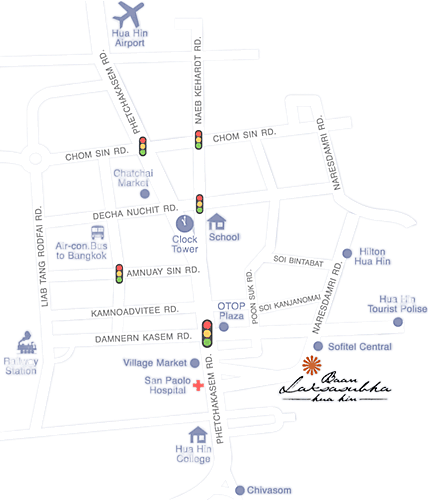 Hua Hin
Airport
PHETCHAKASEM RD.
NAEB KEHARDT RD.
CHOM SIN RD.
CHOM SIN RD.
NARESDAMRI RD.
Chatchai
Market
DECHA NUCHIT RD.
LIAB TANG RODFAI RD.
Air-con.Bus
to Bangkok
Clock
Tower
School
Hilton
Hua Hin
SOI BINTABAT
AMNUAY SIN RD.
POON SUK RD.
SOI KANJANOMAI
NARESDAMRI RD.
Hua Hin
Tourist Polise
KAMNOADVITEE RD.
OTOP
Plaza
DAMNERN KASEM RD.
Sofitel Central
Railway
Station
Village Market
San Paolo
Hospital
PHETCHAKASEM RD.
Baan
Laksasubha
hua hin
Hua Hin
College
Chivasom